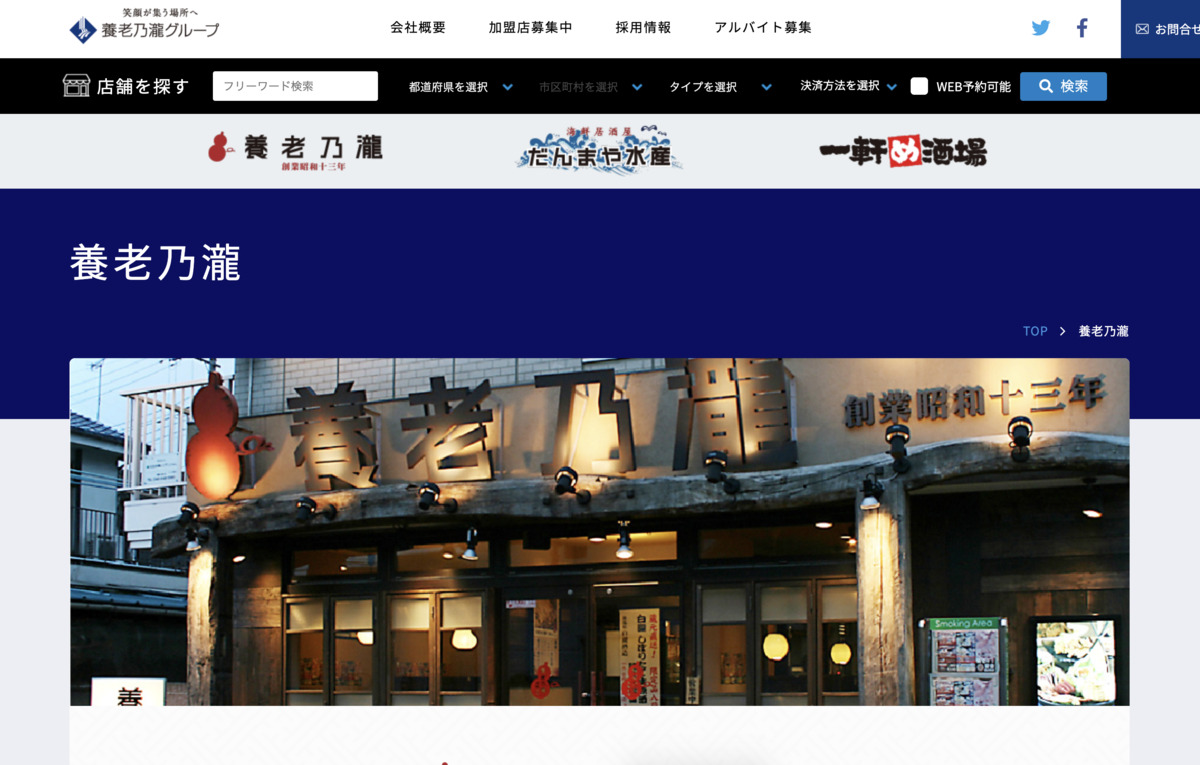 笑顔が集う場所へ
養老乃瀧グループ
会社概要
加盟店募集中
採用情報
アルバイト募集
お問合せ
店舗を探す
フリーワード検索
都道府県を選択
市区町村を選択
タイプを選択
決済方法を選択
WEB予約可能
検索
養老乃瀧
創業昭和十三年
海鮮居酒屋
だんまや水産
一軒め酒場
養老乃瀧
TOP
養老乃瀧
養老乃瀧
創業昭和十三年
Smoking Area
養